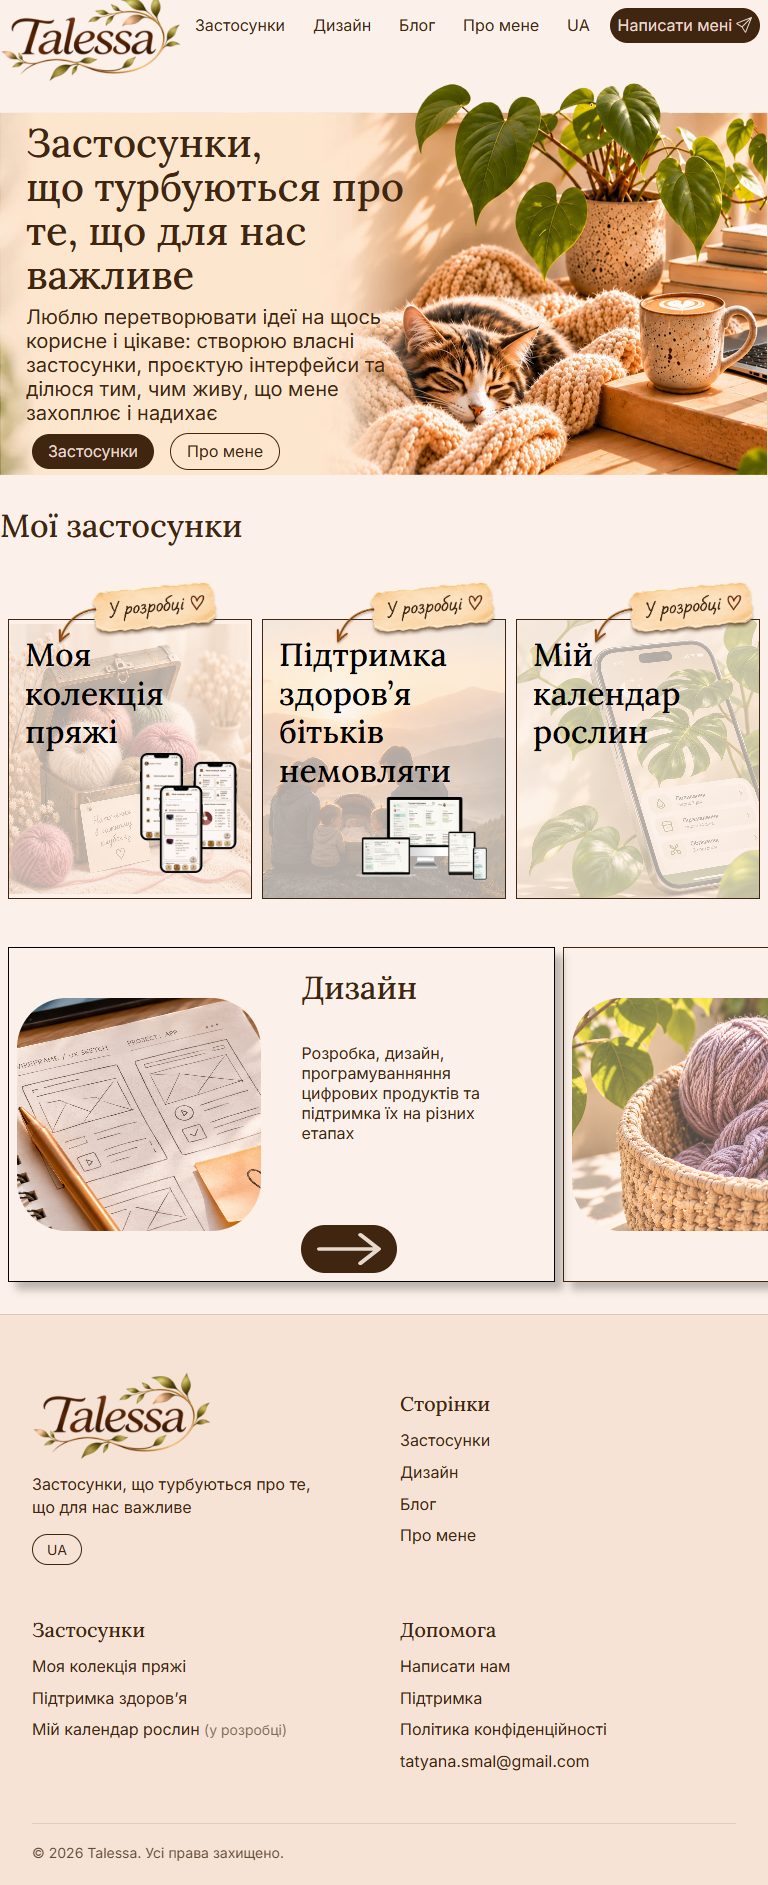 Talessa
Застосунки Дизайн Блог Про мене UA Написати мені
Застосунки,
що турбуються про
те, що для нас
важливе
Люблю перетворювати ідеї на щось
корисне і цікаве: створюю власні
застосунки, проєктую інтерфейси та
ділюся тим, чим живу, що мене
захоплює і надихає
Застосунки Про мене
Мої застосунки
У розробці
Моя
колекція
пряжі
У розробці
Підтримка
здоров’я
бітьків
немовляти
У розробці
Мій
календар
рослин
WIREFRAME / UX SKETCH PROJECT: APP
Дизайн
Розробка, дизайн,
програмуванняння
цифрових продуктів та
підтримка їх на різних
етапах
Talessa
Застосунки, що турбуються про те,
що для нас важливе
UA
Сторінки
Застосунки
Дизайн
Блог
Про мене
Застосунки
Моя колекція пряжі
Підтримка здоров’я
Мій календар рослин (у розробці)
Допомога
Написати нам
Підтримка
Політика конфіденційності
tatyana.smal@gmail.com
© 2026 Talessa. Усі права захищено.